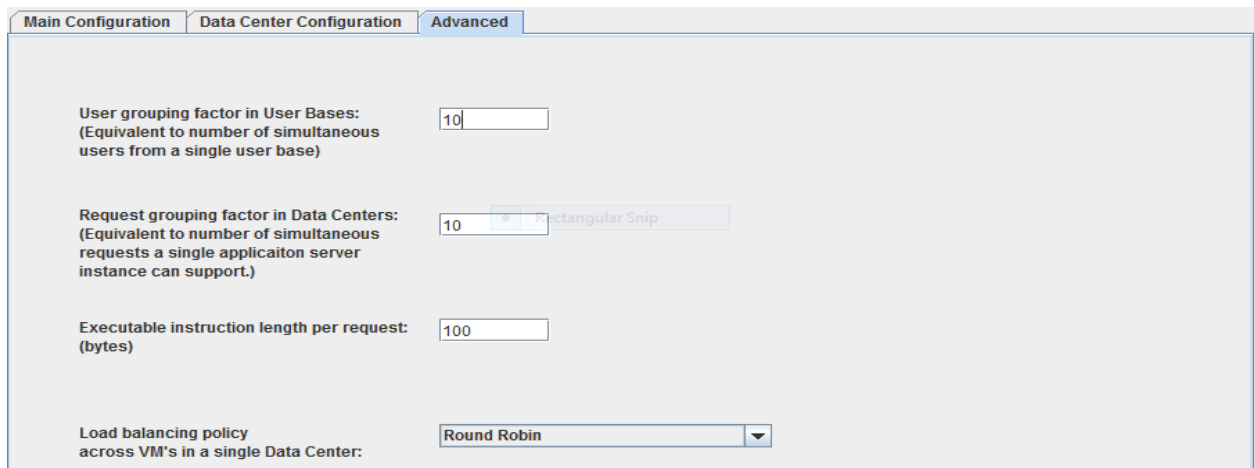 Main Configuration Data Center Configuration Advanced
User grouping factor in User Bases:
(Equivalent to number of simultaneous
users from a single user base)
10
Request grouping factor in Data Centers:
(Equivalent to number of simultaneous
requests a single applicaiton server
instance can support.)
10
Rectangular Snip
Executable instruction length per request:
(bytes)
100
Load balancing policy
across VM's in a single Data Center:
Round Robin